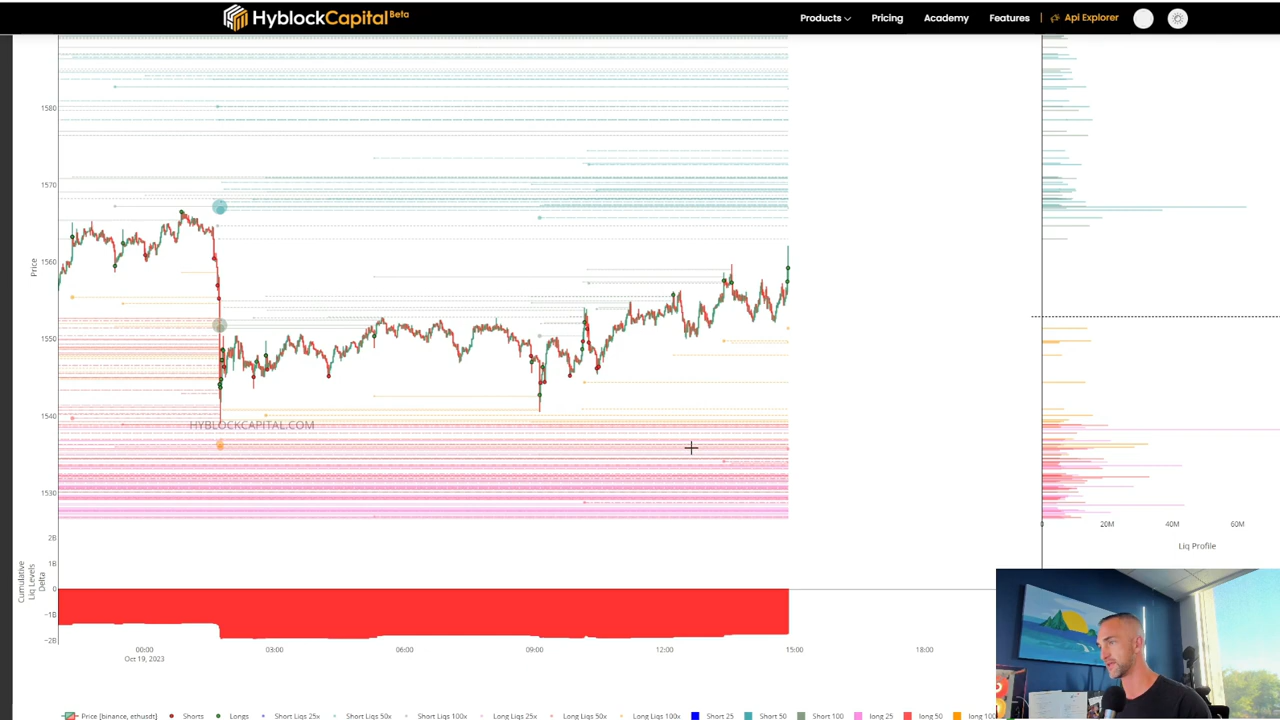 HyblockCapital Beta
Products Pricing Academy Features Api Explorer
1580
1570
1560
1550
1540
1530
Price
HYBLOCKCAPITAL.COM
0 20M 40M 60M
Liq Profile
2B
1B
0
−1B
−2B
Cumulative
Liq Levels
Delta
00:00 03:00 06:00 09:00 12:00 15:00 18:00
Oct 19, 2023
Price [binance, ethusdt] Shorts Longs Short Liqs 25x Short Liqs 50x Short Liqs 100x Long Liqs 25x Long Liqs 50x Long Liqs 100x Short 25 Short 50 Short 100 long 25 long 50 long 100